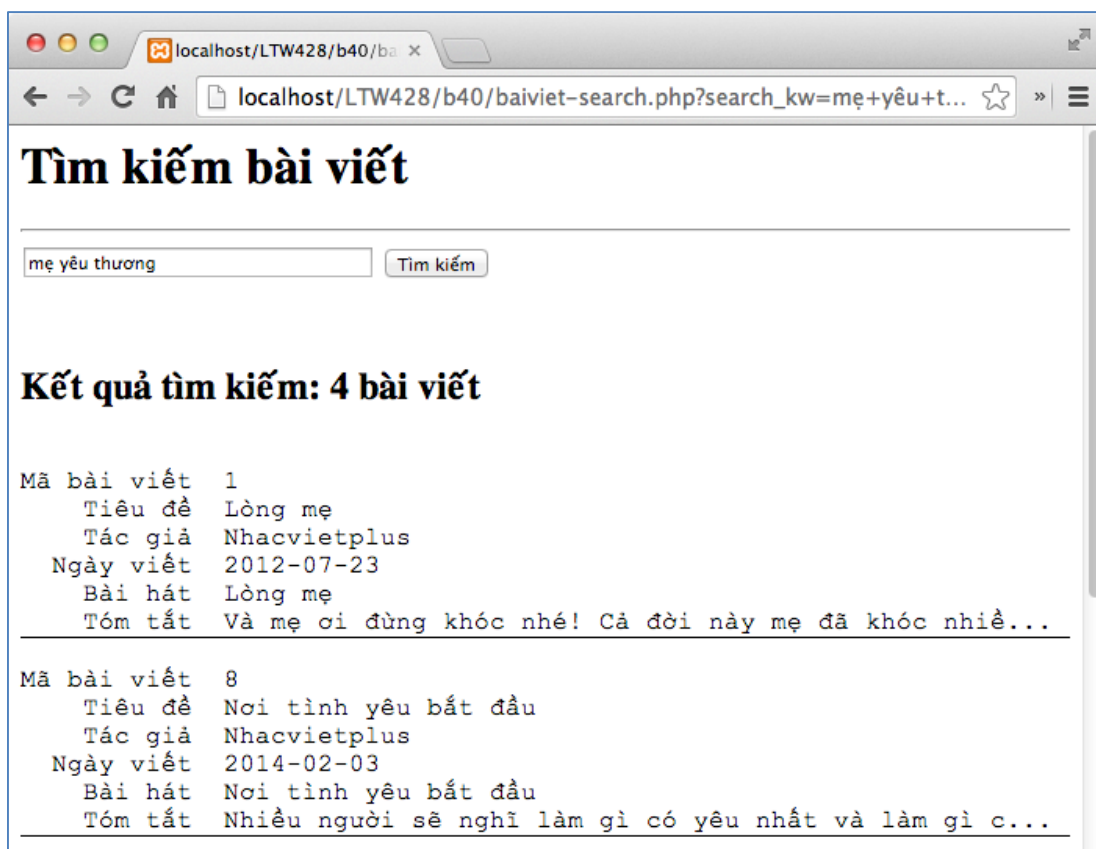 localhost/LTW428/b40/ba
localhost/LTW428/b40/baiviet-search.php?search_kw=mẹ+yêu+t...
Tìm kiếm bài viết
mẹ yêu thương Tìm kiếm
Kết quả tìm kiếm: 4 bài viết
Mã bài viết 1
Tiêu đề Lòng mẹ
Tác giả Nhacvietplus
Ngày viết 2012-07-23
Bài hát Lòng mẹ
Tóm tắt Và mẹ ơi đừng khóc nhé! Cả đời này mẹ đã khóc nhiề...
Mã bài viết 8
Tiêu đề Nơi tình yêu bắt đầu
Tác giả Nhacvietplus
Ngày viết 2014-02-03
Bài hát Nơi tình yêu bắt đầu
Tóm tắt Nhiều người sẽ nghĩ làm gì có yêu nhất và làm gì c...